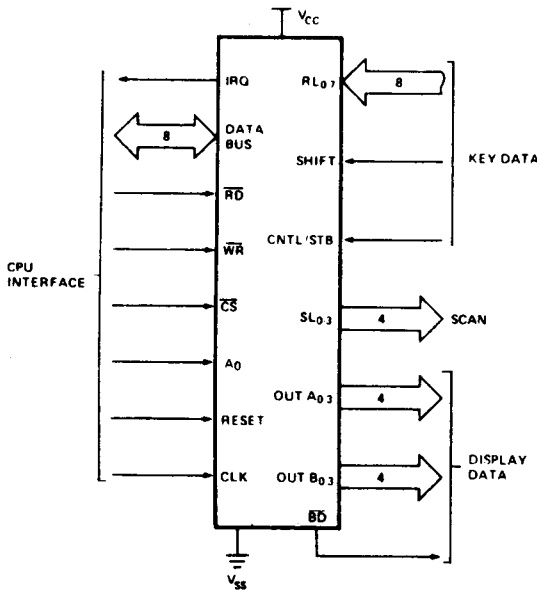 VCC
IRQ
RL0-7
8
8
DATA
BUS
SHIFT
KEY DATA
RD
CNTL/STB
WR
CPU
INTERFACE
CS
SL0-3
4
SCAN
A0
OUT A0-3
4
RESET
DISPLAY
DATA
CLK
OUT B0-3
4
BD
VSS